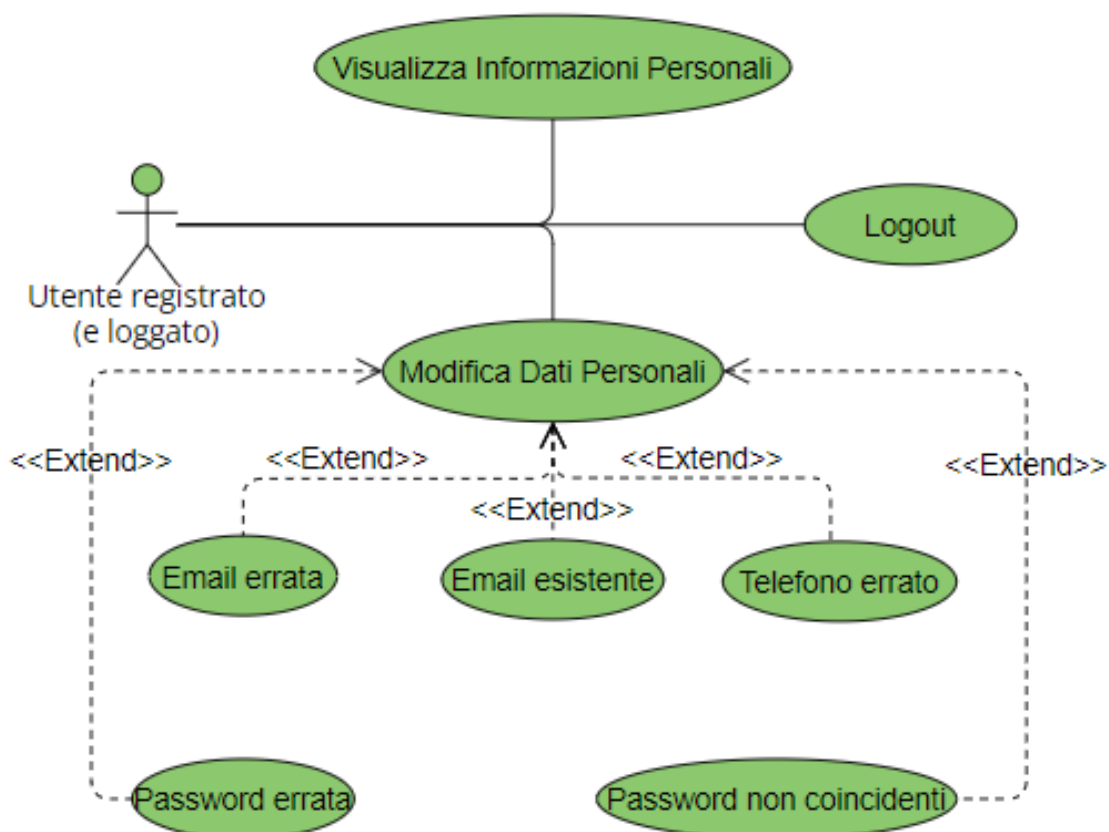 Visualizza Informazioni Personali
Logout
Utente registrato
(e loggato)
Modifica Dati Personali
<<Extend>>
<<Extend>>
<<Extend>>
<<Extend>>
<<Extend>>
Email errata
Email esistente
Telefono errato
Password errata
Password non coincidenti